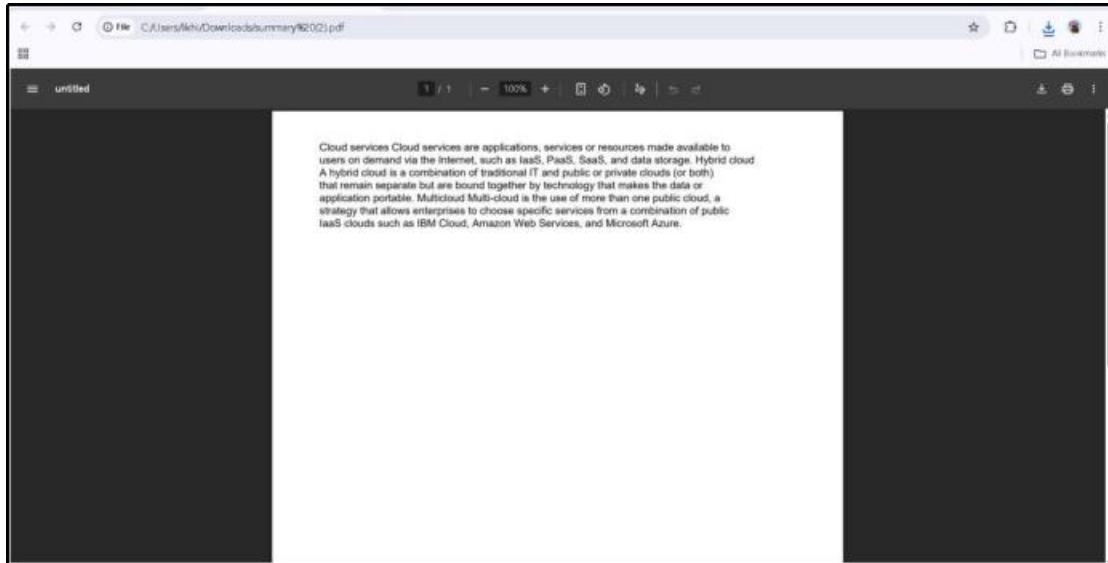 File C:/Users/likhi/Downloads/summary%20(2).pdf
All Bookmarks
untitled 1 / 1 100%
Cloud services Cloud services are applications, services or resources made available to
users on demand via the Internet, such as IaaS, PaaS, SaaS, and data storage. Hybrid cloud
A hybrid cloud is a combination of traditional IT and public or private clouds (or both)
that remain separate but are bound together by technology that makes the data or
application portable. Multicloud Multi-cloud is the use of more than one public cloud, a
strategy that allows enterprises to choose specific services from a combination of public
IaaS clouds such as IBM Cloud, Amazon Web Services, and Microsoft Azure.